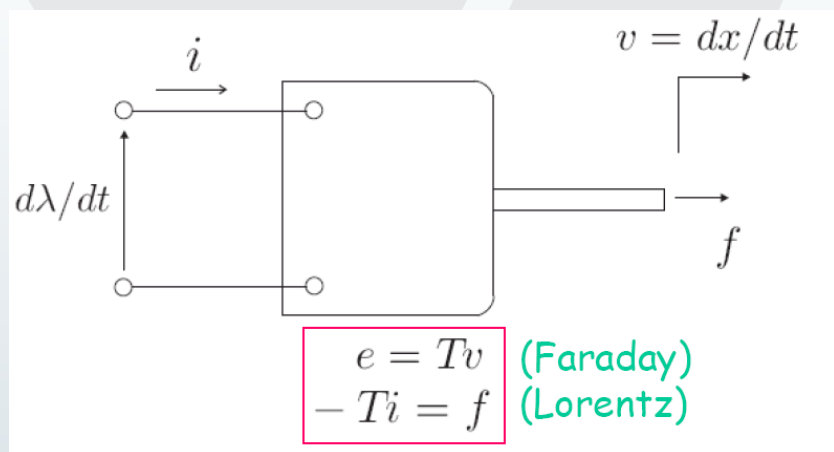 v = dx/dt
i
dλ/dt
f
e = Tv (Faraday)
− Ti = f (Lorentz)